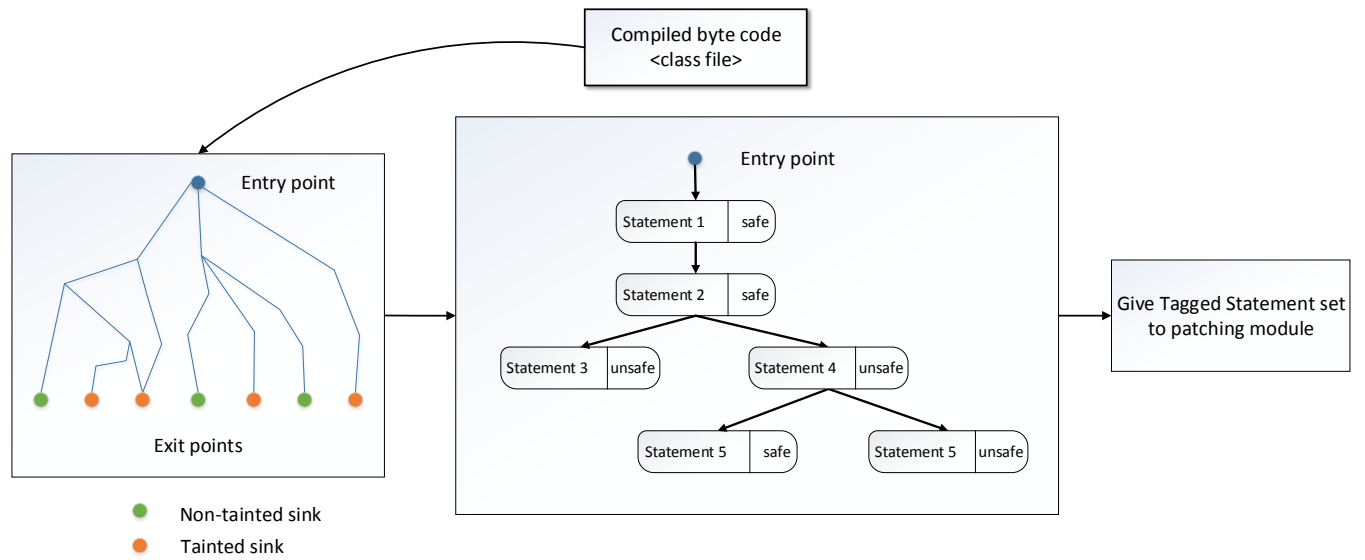 Compiled byte code
<class file>
Entry point
Exit points
Non-tainted sink
Tainted sink
Entry point
Statement 1 safe
Statement 2 safe
Statement 3 unsafe
Statement 4 unsafe
Statement 5 safe
Statement 5 unsafe
Give Tagged Statement set
to patching module